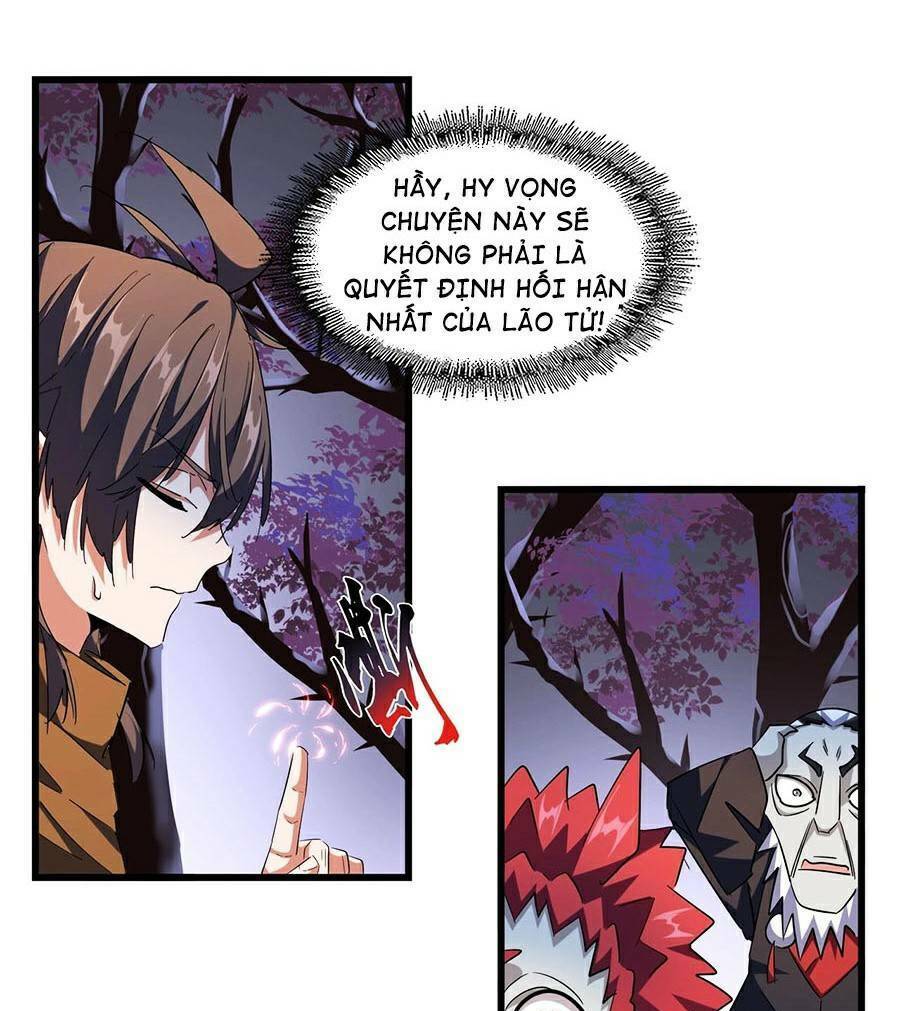 HẦY, HY VỌNG
CHUYỆN NÀY SẼ
KHÔNG PHẢI LÀ
QUYẾT ĐỊNH HỐI HẬN
NHẤT CỦA LÃO TỬ!